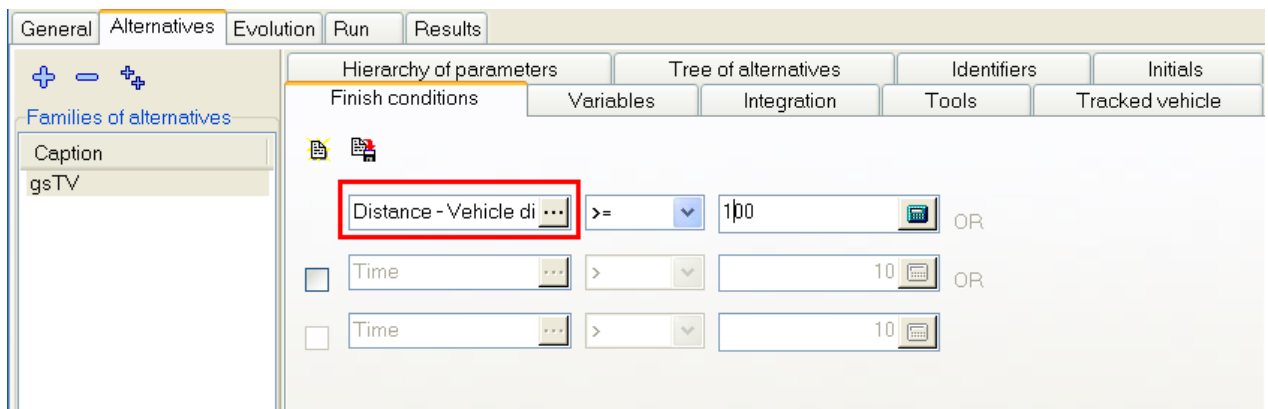 General Alternatives Evolution Run Results
Families of alternatives
Caption
gsTV
Hierarchy of parameters Tree of alternatives Identifiers Initials
Finish conditions Variables Integration Tools Tracked vehicle
Distance - Vehicle di ... >= 100 OR
Time ... > 10 OR
Time ... > 10